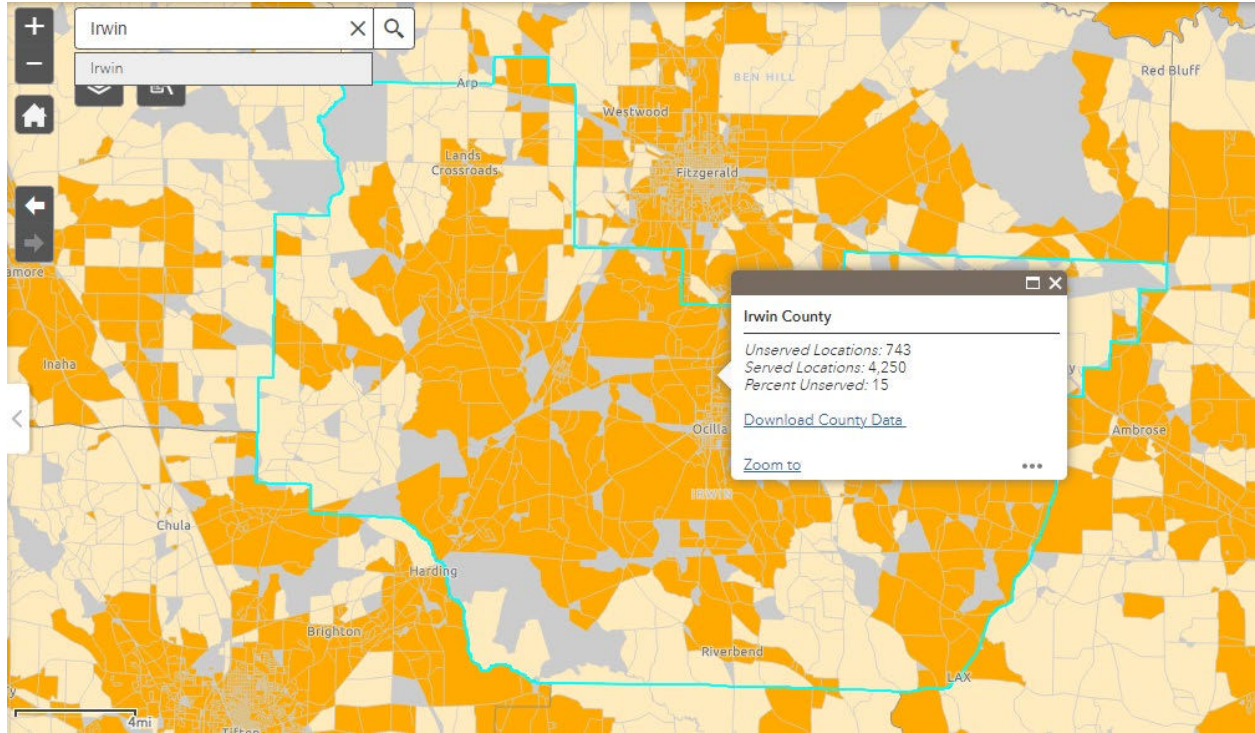 Irwin
Irwin
Arp
BEN HILL
Red Bluff
Westwood
Lands
Crossroads
Fitzgerald
amore
Irwin County
Unserved Locations: 743
Served Locations: 4,250
Percent Unserved: 15
Inaha
y
Download County Data
Ocilla
Ambrose
Zoom to
IRWIN
Chula
Harding
Brighton
Riverbend
LAX
4mi
Tifton